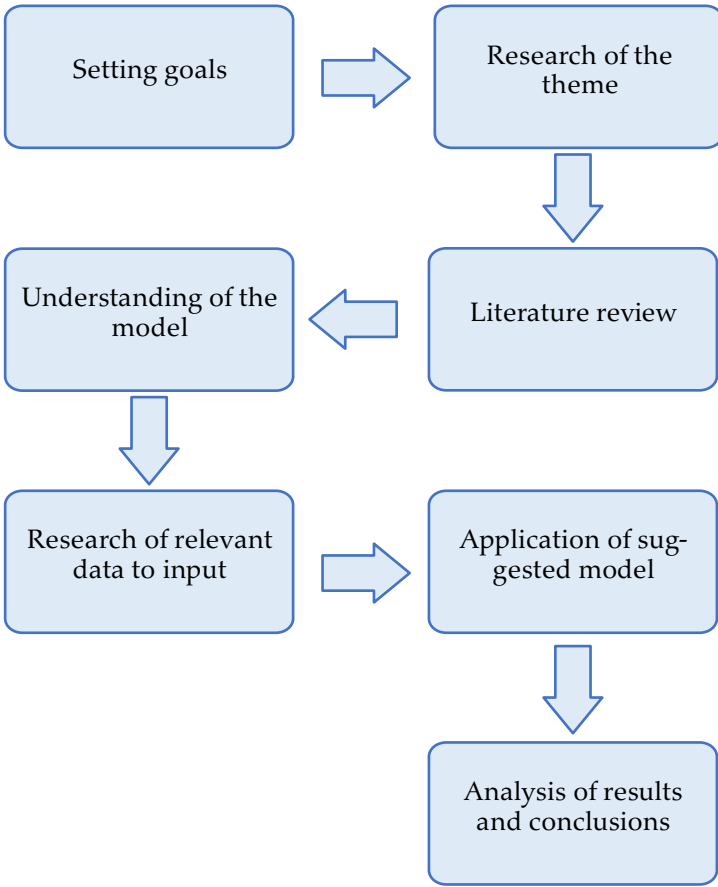 Setting goals
Research of the
theme
Literature review
Understanding of the
model
Research of relevant
data to input
Application of sug-
gested model
Analysis of results
and conclusions